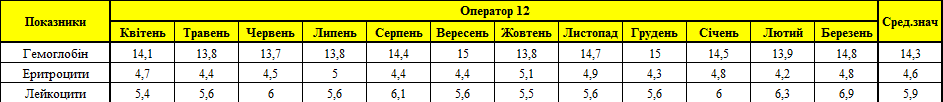 Показники Оператор 12 Сред.знач
Квітень Травень Червень Липень Серпень Вересень Жовтень Листопад Грудень Січень Лютий Березень
Гемоглобін 14,1 13,8 13,7 13,8 14,4 15 13,8 14,7 15 14,5 13,9 14,8 14,3
Еритроцити 4,7 4,4 4,5 5 4,4 4,4 5,1 4,9 4,3 4,8 4,2 4,8 4,6
Лейкоцити 5,4 5,6 6 5,6 6,1 5,6 5,5 5,6 5,6 6 6,3 6,9 5,9